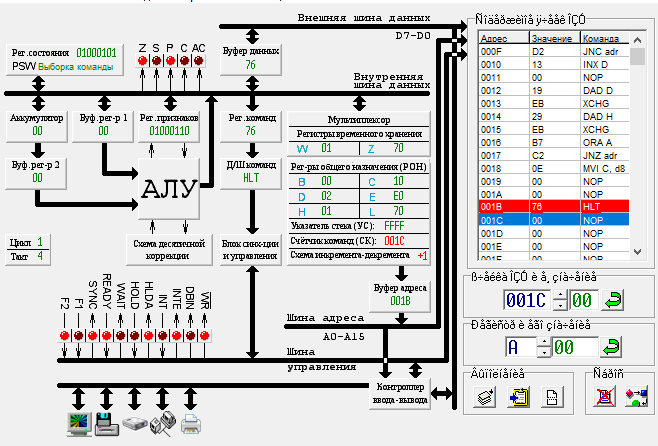 Внешняя шина данных
D7-D0
Рег.состояния 01000101
PSW Выборка команды
Z S P C AC
Буфер данных
76
Внутренняя
шина данных
Аккумулятор
00
Буф.рег-р 1
00
Рег.признаков
01000110
Рег.команд
76
Мультиплексор
Регистры временного хранения
W 01 Z 70
Буф.рег-р 2
00
АЛУ
Д/Ш команд
HLT
Рег-ры общего назначения (РОН)
B 00 C 10
D 02 E E0
H 01 L 70
Указатель стека (УС): FFFF
Счётчик команд (СК): 001C
Схема инкремента-декремента +1
Цикл 1
Такт 4
Схема десятичной
коррекции
Блок синх-ции
и управления
Буфер адреса
001B
F2 F1 SYNC READY WAIT HOLD HLDA INT INTE DBIN WR
Шина адреса
A0-A15
Шина
управления
Контроллер
ввода-вывода
Ñîäåðæèìîå ÿ÷ååê ÎÇÓ
Адрес Значение Команда
000F D2 JNC adr
0010 13 INX D
0011 00 NOP
0012 19 DAD D
0013 EB XCHG
0014 29 DAD H
0015 EB XCHG
0016 B7 ORA A
0017 C2 JNZ adr
0018 0E MVI C, d8
0019 00 NOP
001A 00 NOP
001B 76 HLT
001C 00 NOP
001D 00 NOP
001E 00 NOP
001F 00 NOP
ß÷åéêà ÎÇÓ è å¸ çíà÷åíèå
001C 00
Ðåãèñòð è åãî çíà÷åíèå
A 00
Âûïîëíåíèå
Ñáðîñ